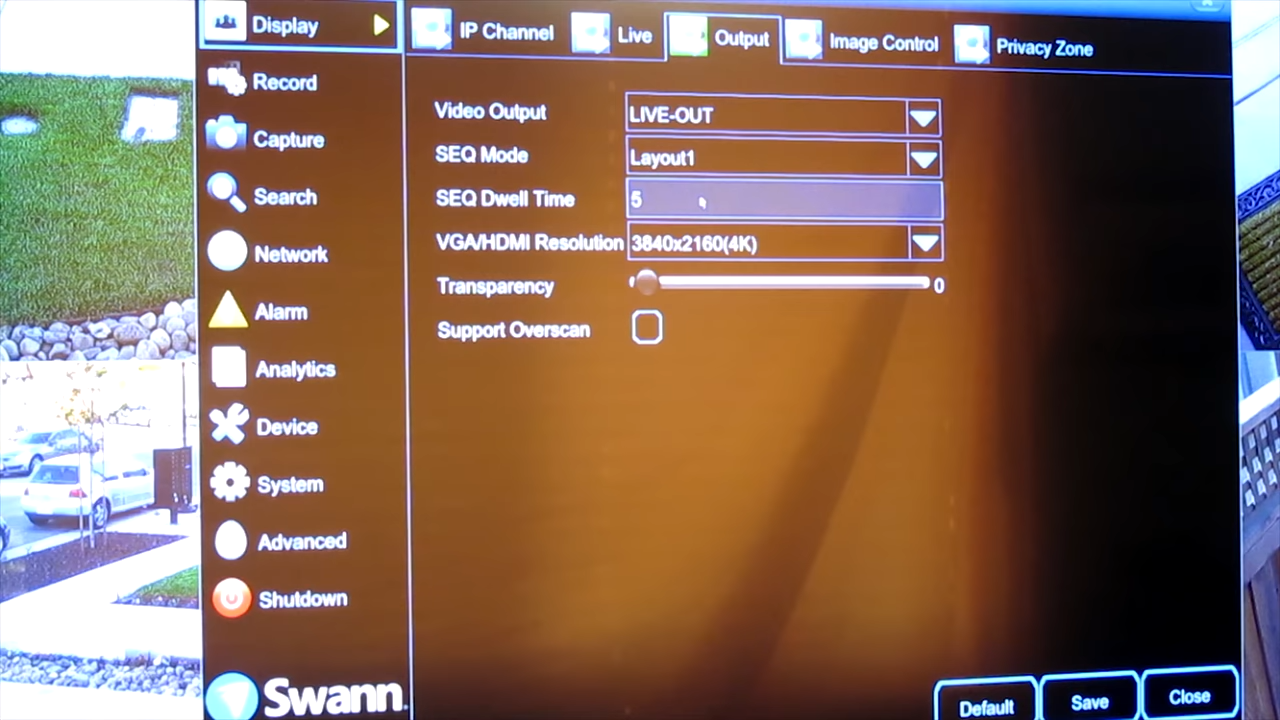 Display
Record
Capture
Search
Network
Alarm
Analytics
Device
System
Advanced
Shutdown
Swann
IP Channel
Live
Output
Image Control
Privacy Zone
Video Output
LIVE-OUT
SEQ Mode
Layout1
SEQ Dwell Time
5
VGA/HDMI Resolution
3840x2160(4K)
Transparency
0
Support Overscan
Default
Save
Close